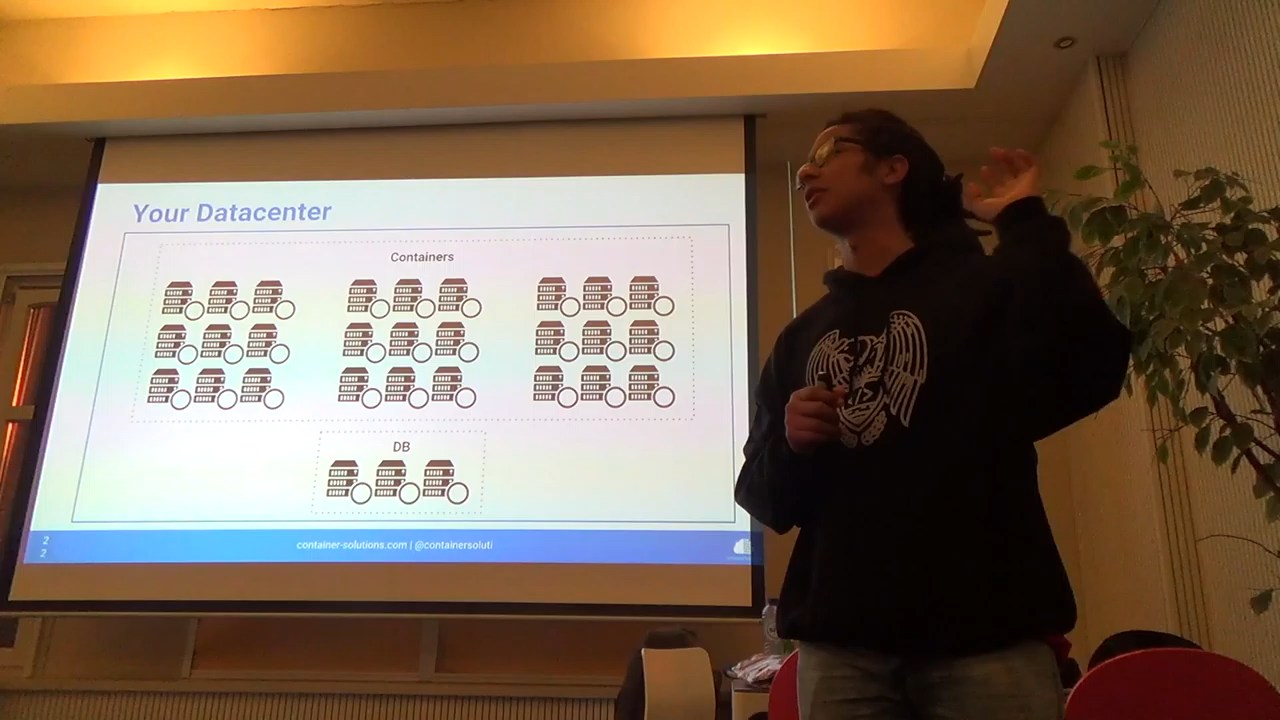 Your Datacenter
Containers
DB
2
2
container-solutions.com | @containersoluti